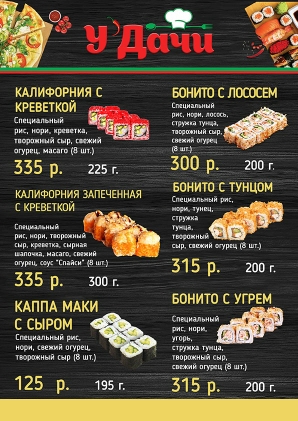 У Дачи
КАЛИФОРНИЯ С
КРЕВЕТКОЙ
Специальный
рис, нори, креветка,
творожный сыр, свежий
огурец, масаго (8 шт.)
335 р. 225 г.
КАЛИФОРНИЯ ЗАПЕЧЕННАЯ
С КРЕВЕТКОЙ
Специальный
рис, нори, творожный
сыр, креветка, сырная
шапочка, масаго, свежий
огурец, соус "Спайси" (8 шт.)
335 р. 300 г.
КАППА МАКИ
С СЫРОМ
Специальный рис,
нори, свежий огурец,
творожный сыр (8 шт.)
125 р. 195 г.
БОНИТО С ЛОСОСЕМ
Специальный
рис, нори, лосось,
стружка тунца,
творожный сыр,
свежий огурец
(8 шт.)
300 р. 200 г.
БОНИТО С ТУНЦОМ
Специальный рис,
нори, тунец,
стружка
тунца,
творожный
сыр, свежий огурец (8 шт.)
315 р. 200 г.
БОНИТО С УГРЕМ
Специальный
рис, нори,
угорь,
стружка тунца,
творожный сыр,
свежий огурец (8 шт.)
315 р. 200 г.